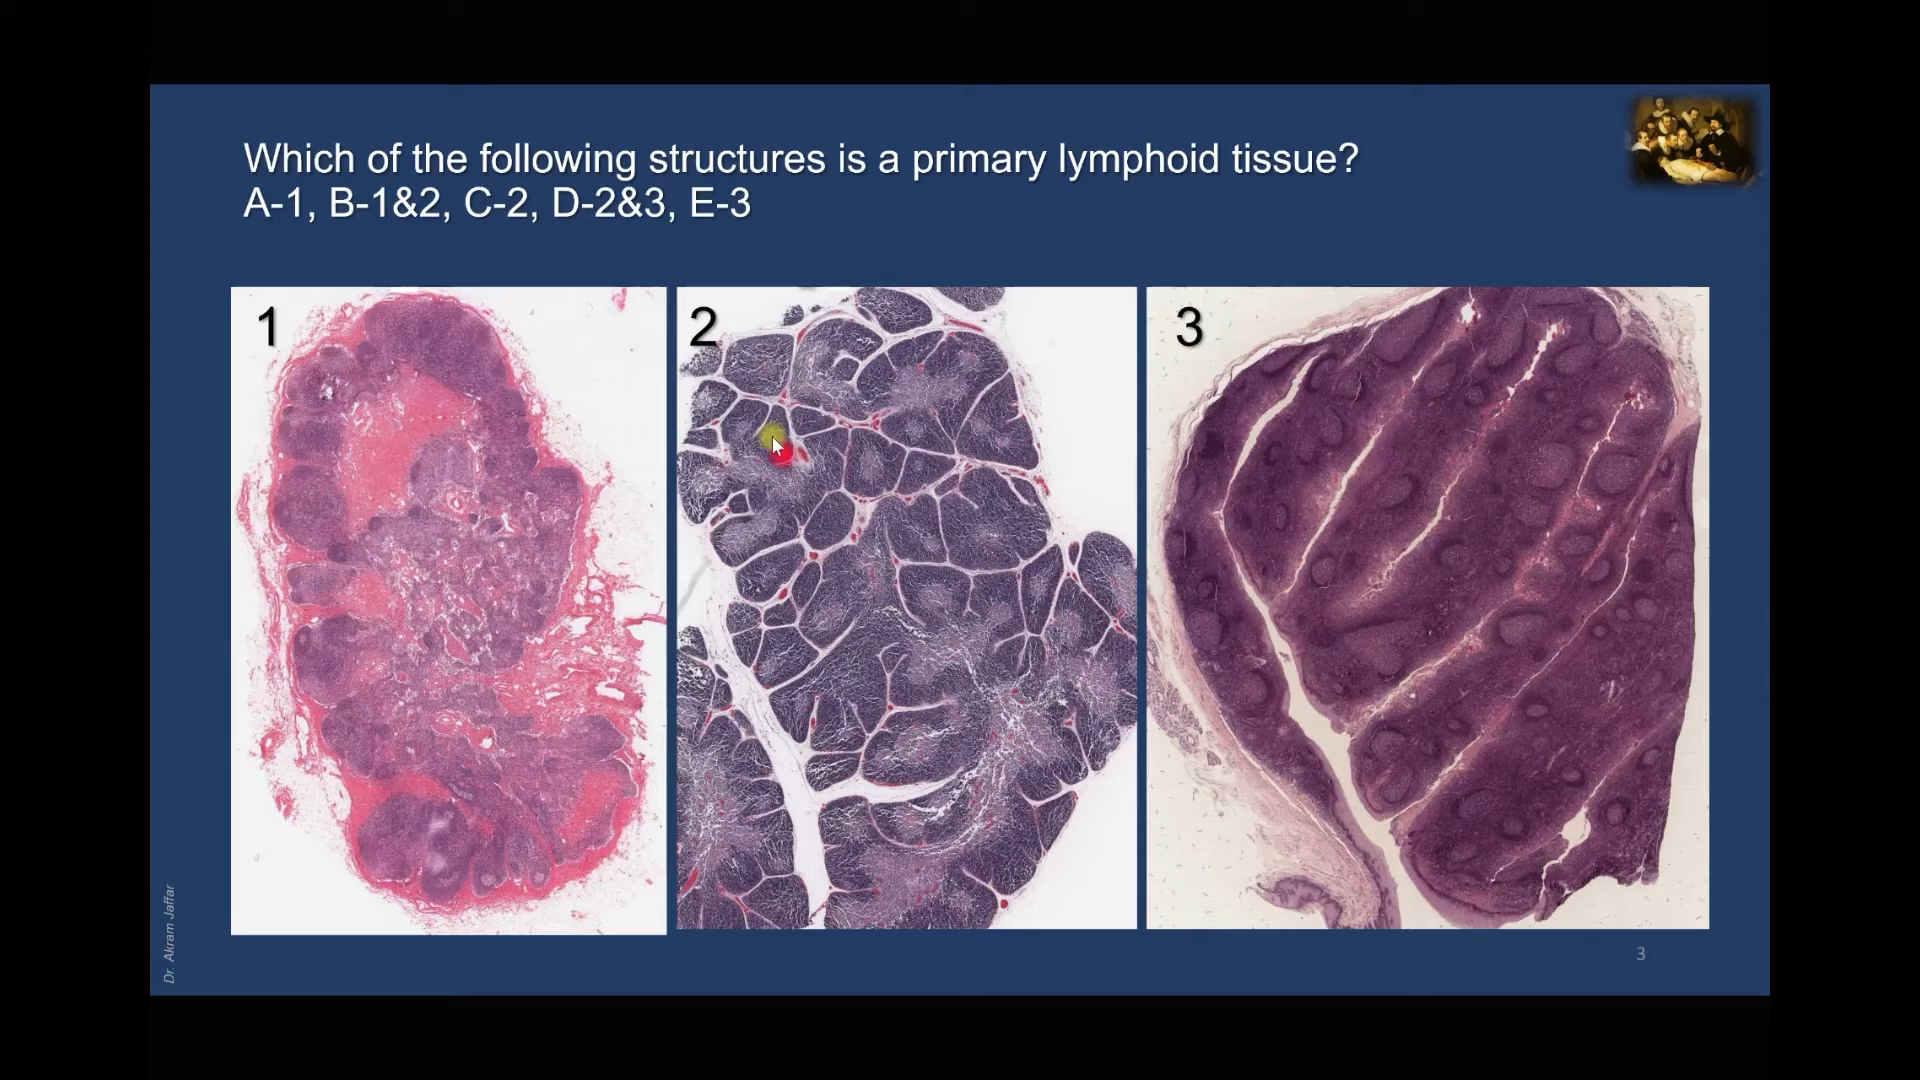 Which of the following structures is a primary lymphoid tissue?
A-1, B-1&2, C-2, D-2&3, E-3
1
2
3
Dr. Akram Jaffar
3